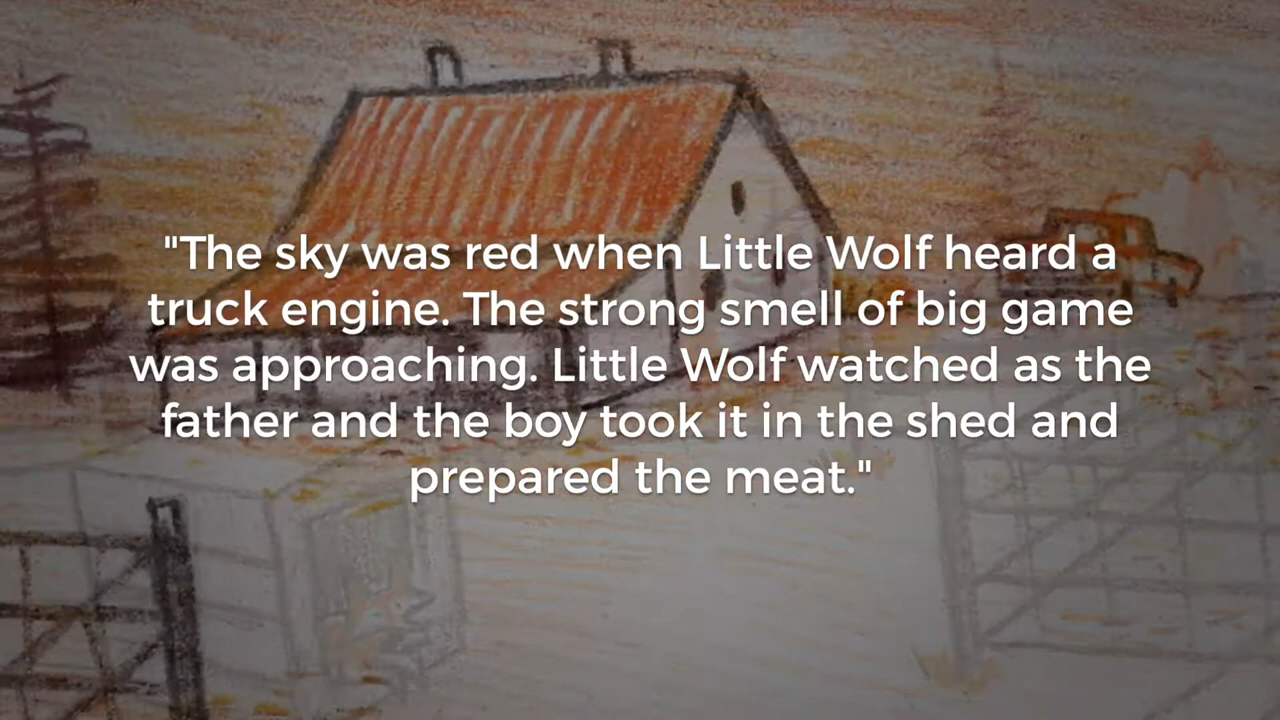 "The sky was red when Little Wolf heard a
truck engine. The strong smell of big game
was approaching. Little Wolf watched as the
father and the boy took it in the shed and
prepared the meat."